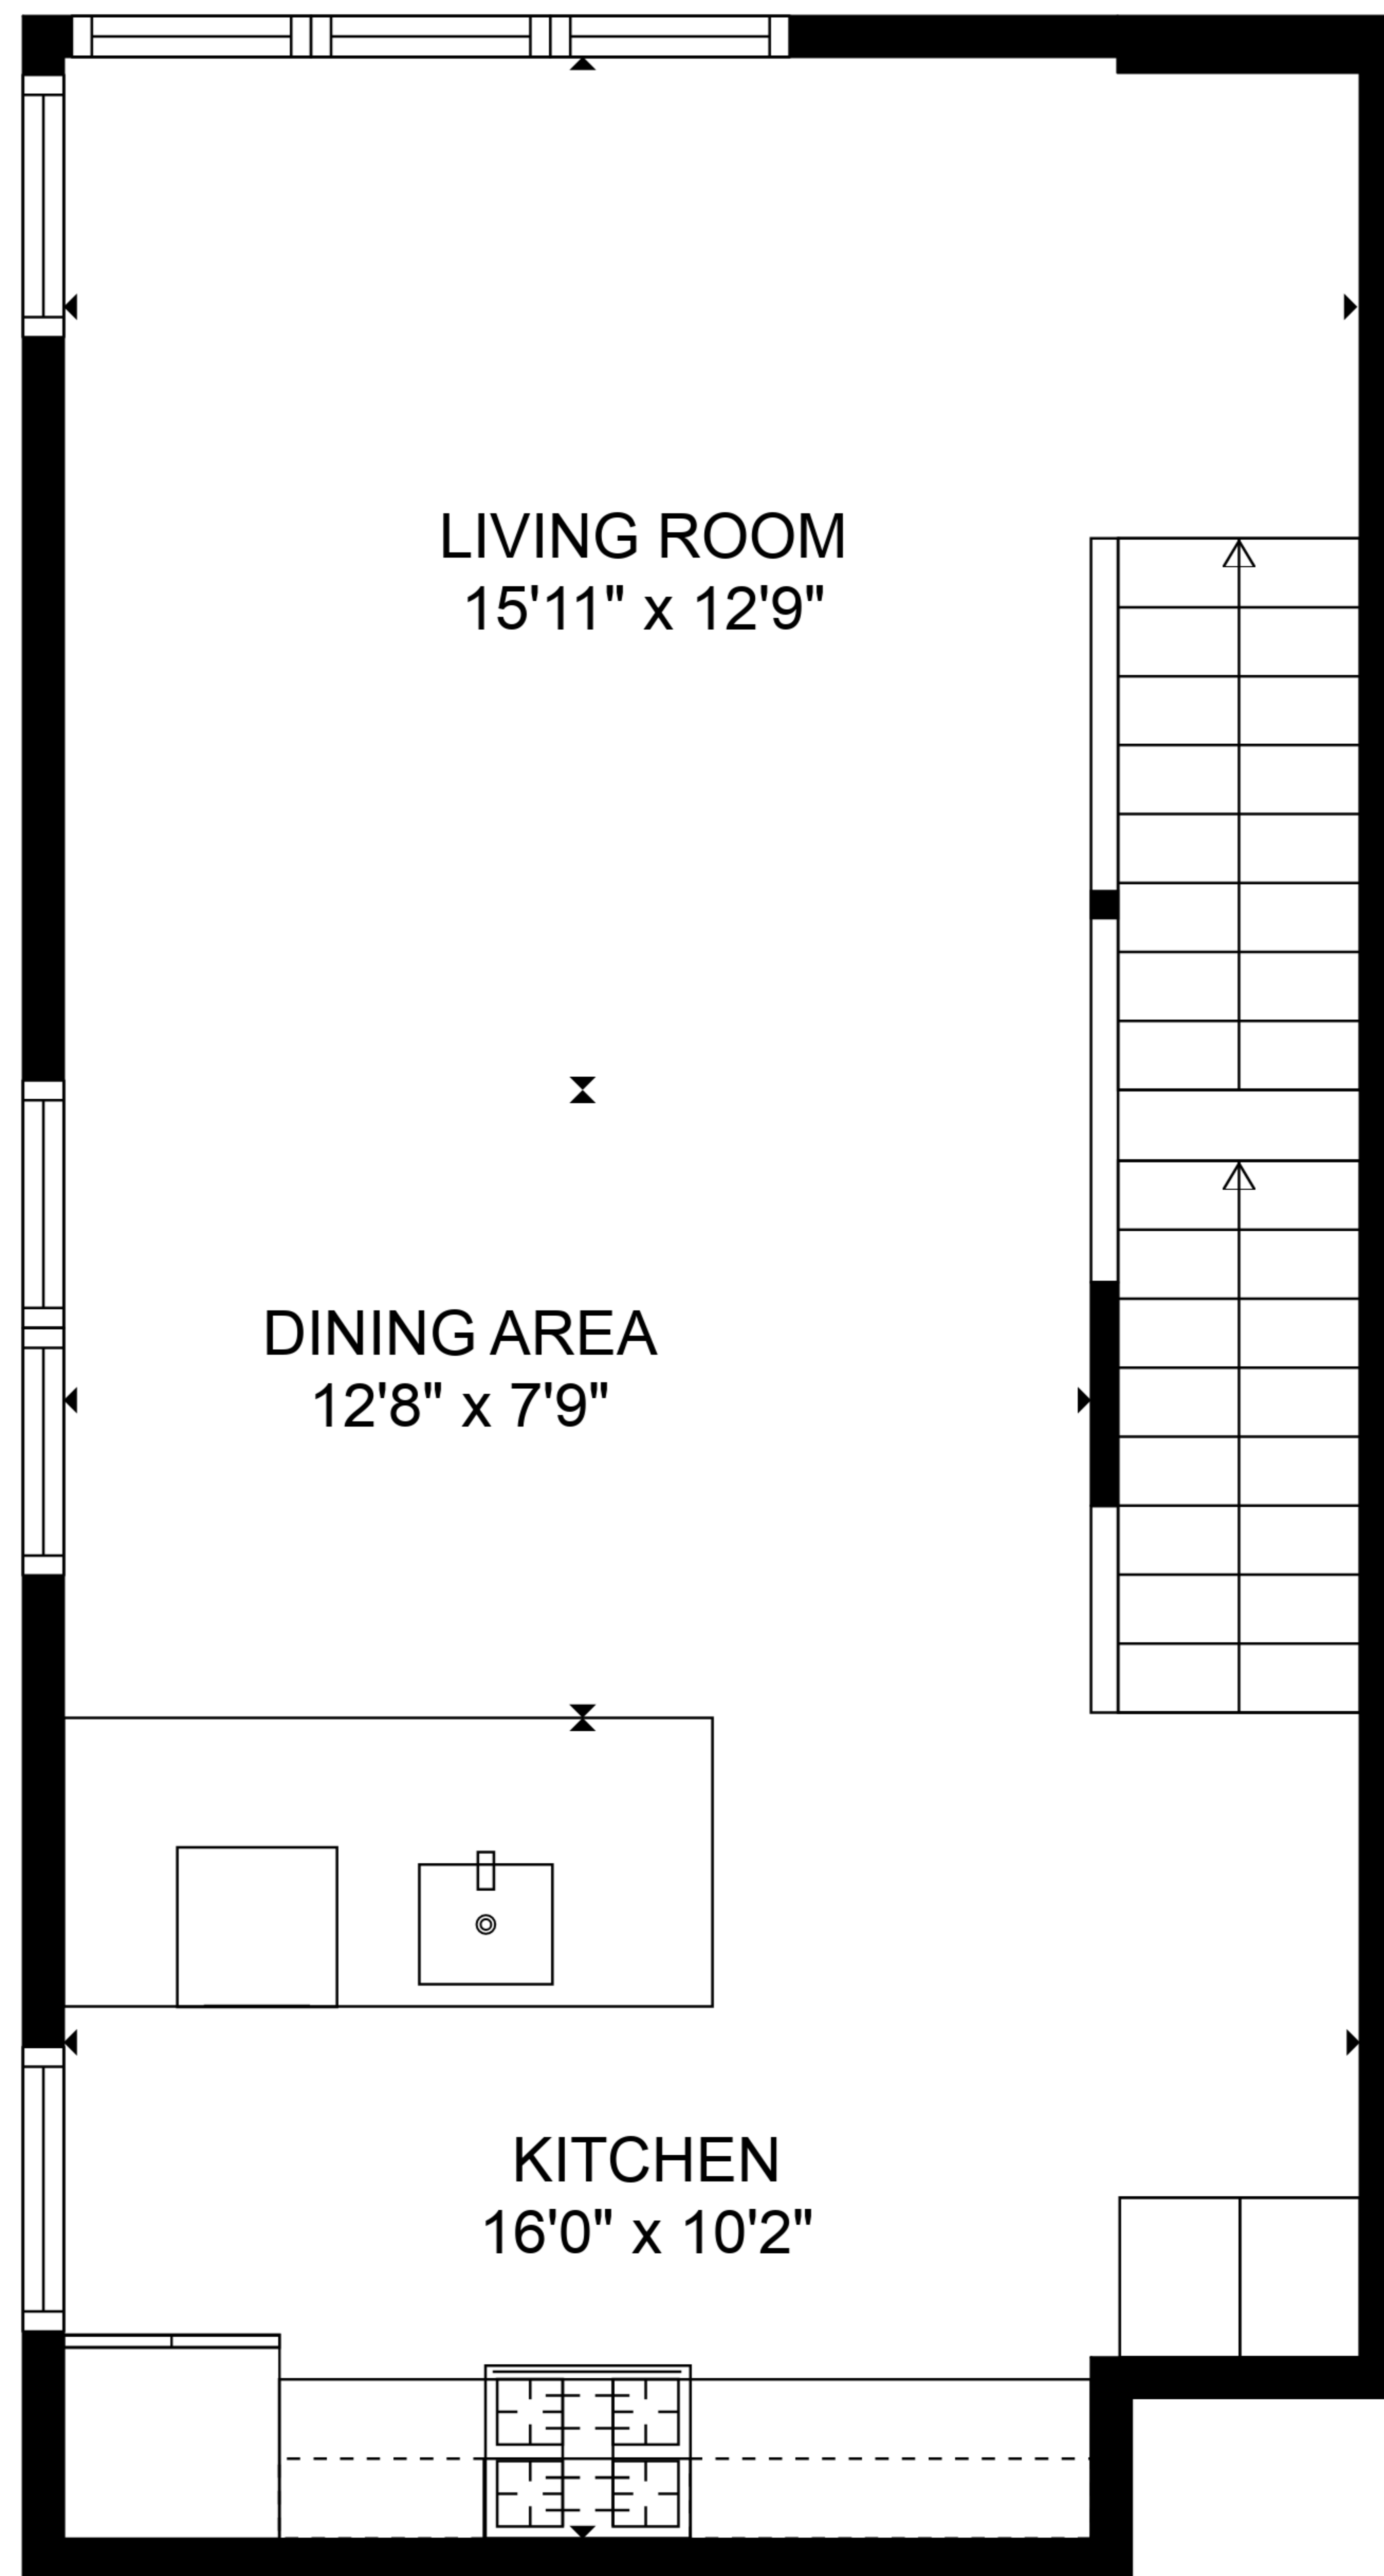 LIVING ROOM
15'11" x 12'9"
DINING AREA
12'8" x 7'9"
KITCHEN
16'0" x 10'2"